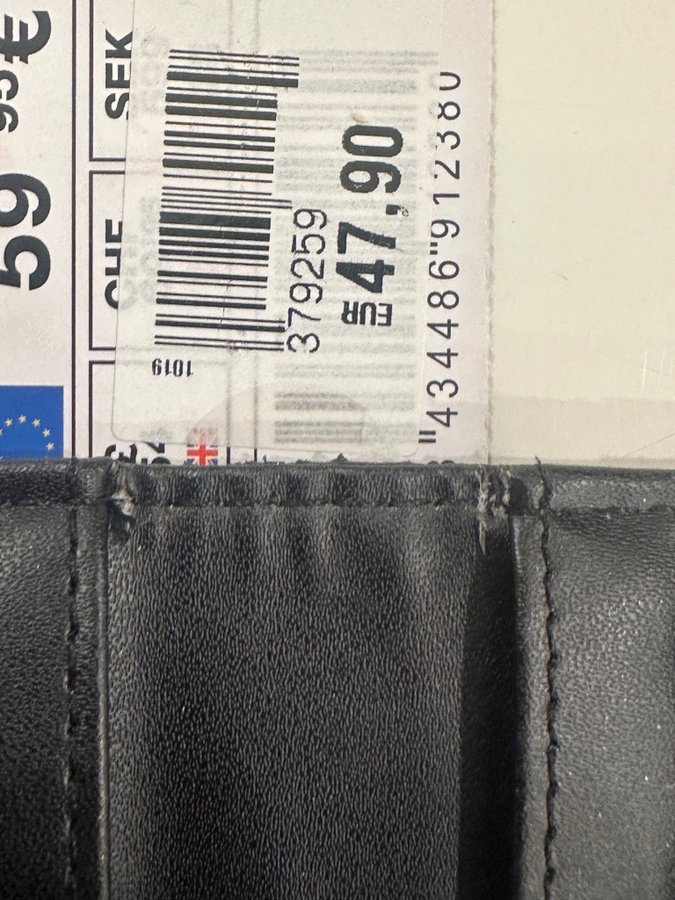 59 95€
SEK
CHF
£
1019
379259
EUR 47,90
"434486"912380